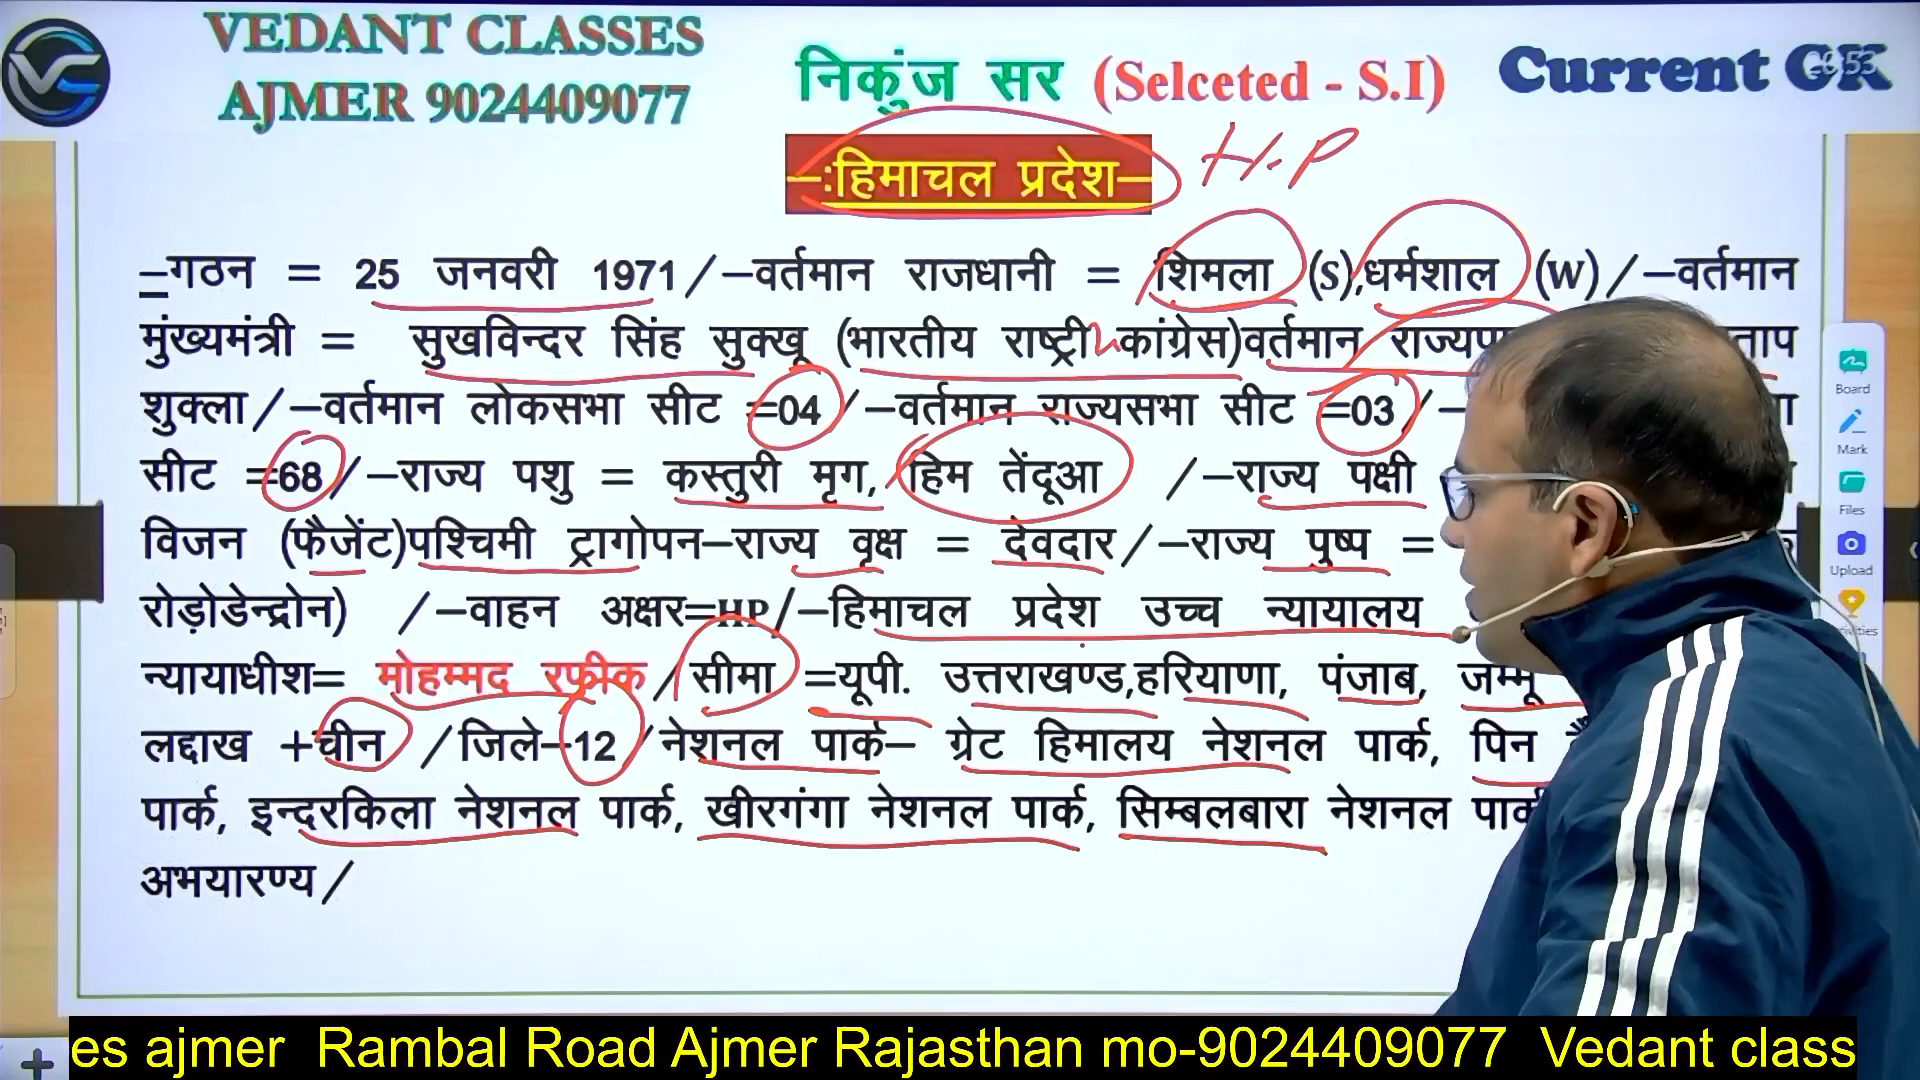 VEDANT CLASSES
AJMER 9024409077
निकुंज सर (Selceted - S.I)
Current GK
–:हिमाचल प्रदेश–
H.P
–गठन = 25 जनवरी 1971/–वर्तमान राजधानी = शिमला (S),धर्मशाल (W)/–वर्तमान
मुंख्यमंत्री = सुखविन्दर सिंह सुक्खू (भारतीय राष्ट्री कांग्रेस)वर्तमान ताप
शुक्ला/–वर्तमान लोकसभा सीट =04/–वर्तमान राज्यसभा सीट =03/–
सीट =68/–राज्य पशु = कस्तुरी मृग, हिम तेंदूआ /–राज्य पक्षी
विजन (फैजेंट)पश्चिमी ट्रागोपन–राज्य वृक्ष = देवदार/–राज्य पुष्प =
रोड़ोडेन्द्रोन) /–वाहन अक्षर=HP/–हिमाचल प्रदेश उच्च न्यायालय
न्यायाधीश= मोहम्मद रफीक/सीमा =यूपी. उत्तराखण्ड,हरियाणा, पंजाब, जम्मू
लद्दाख +चीन /जिले–12/नेशनल पार्क– ग्रेट हिमालय नेशनल पार्क, पिन
पार्क, इन्दरकिला नेशनल पार्क, खीरगंगा नेशनल पार्क, सिम्बलबारा नेशनल पार्क
अभयारण्य/
Board
Mark
Files
Upload
es ajmer Rambal Road Ajmer Rajasthan mo-9024409077 Vedant class